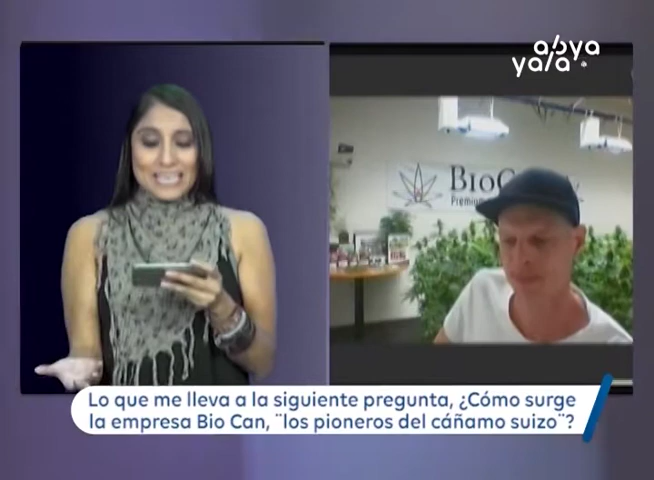 abya
yala
Premium
Lo que me lleva a la siguiente pregunta, ¿Cómo surge
la empresa Bio Can, ¨los pioneros del cáñamo suizo¨?